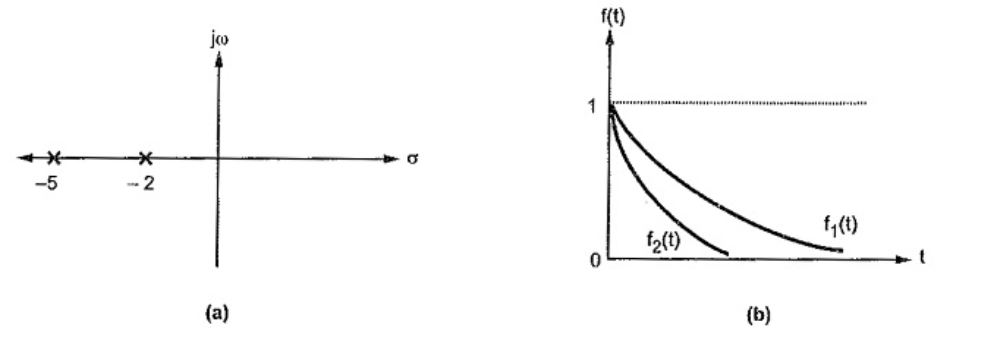 jω
σ
–5
– 2
(a)
f(t)
1
f₁(t)
f₂(t)
0
t
(b)